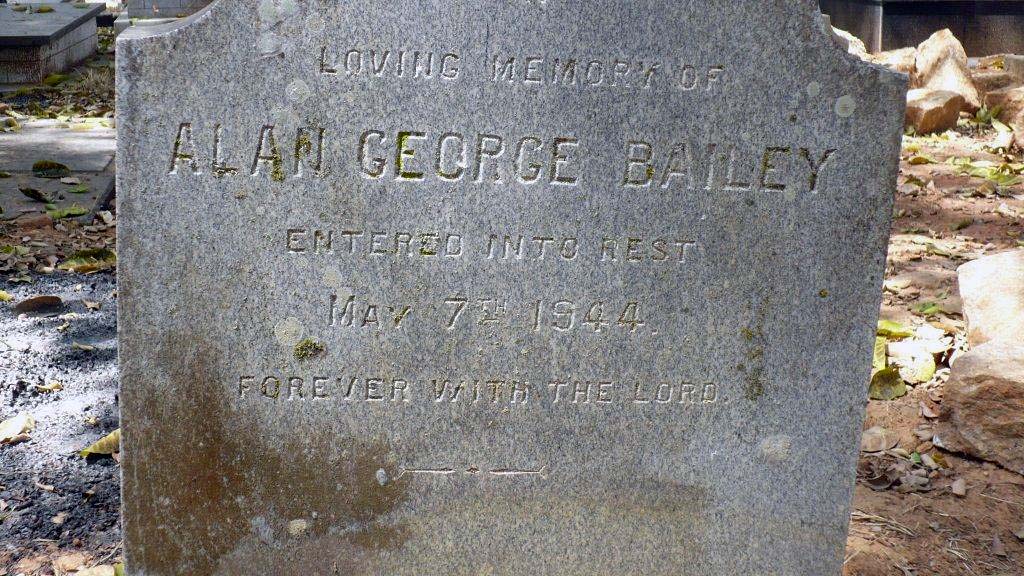 LOVING MEMORY OF
ALAN GEORGE BAILEY
ENTERED INTO REST
MAY 7TH 1944.
FOREVER WITH THE LORD.